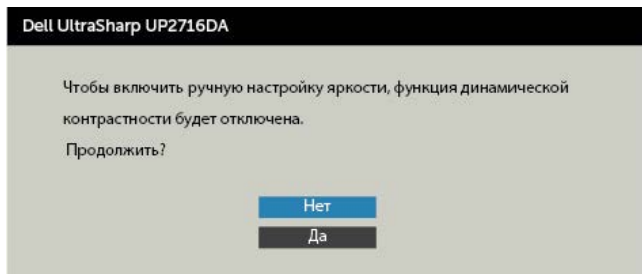 Dell UltraSharp UP2716DA
Чтобы включить ручную настройку яркости, функция динамической
контрастности будет отключена.
Продолжить?
Нет
Да